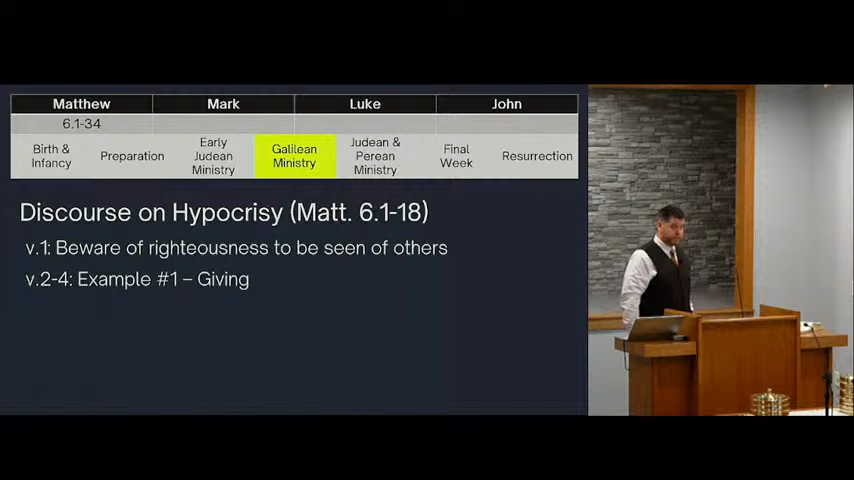 Matthew Mark Luke John
6.1-34
Birth & Infancy Preparation Early Judean Ministry Galilean Ministry Judean & Perean Ministry Final Week Resurrection
Discourse on Hypocrisy (Matt. 6.1-18)
v.1: Beware of righteousness to be seen of others
v.2-4: Example #1 – Giving